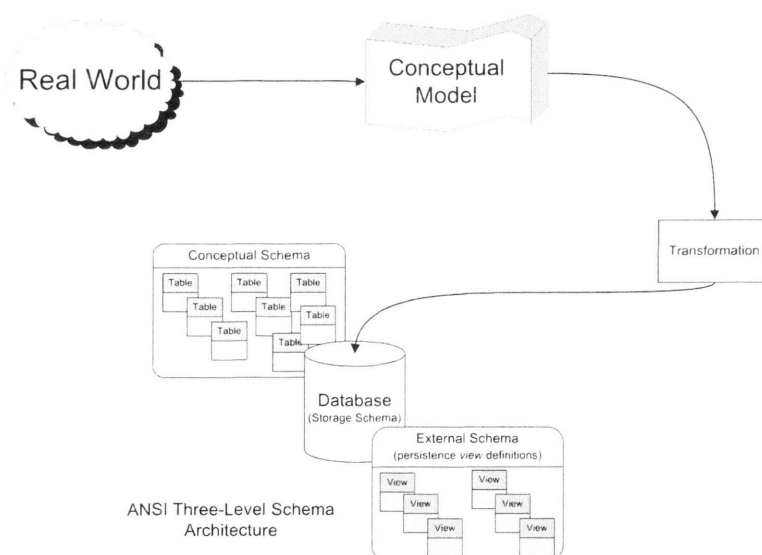 Real World
Conceptual
Model
Transformation
Conceptual Schema
Table
Table
Table
Table
Table
Table
Table
Table
Database
(Storage Schema)
External Schema
(persistence view definitions)
View
View
View
View
View
View
ANSI Three-Level Schema
Architecture